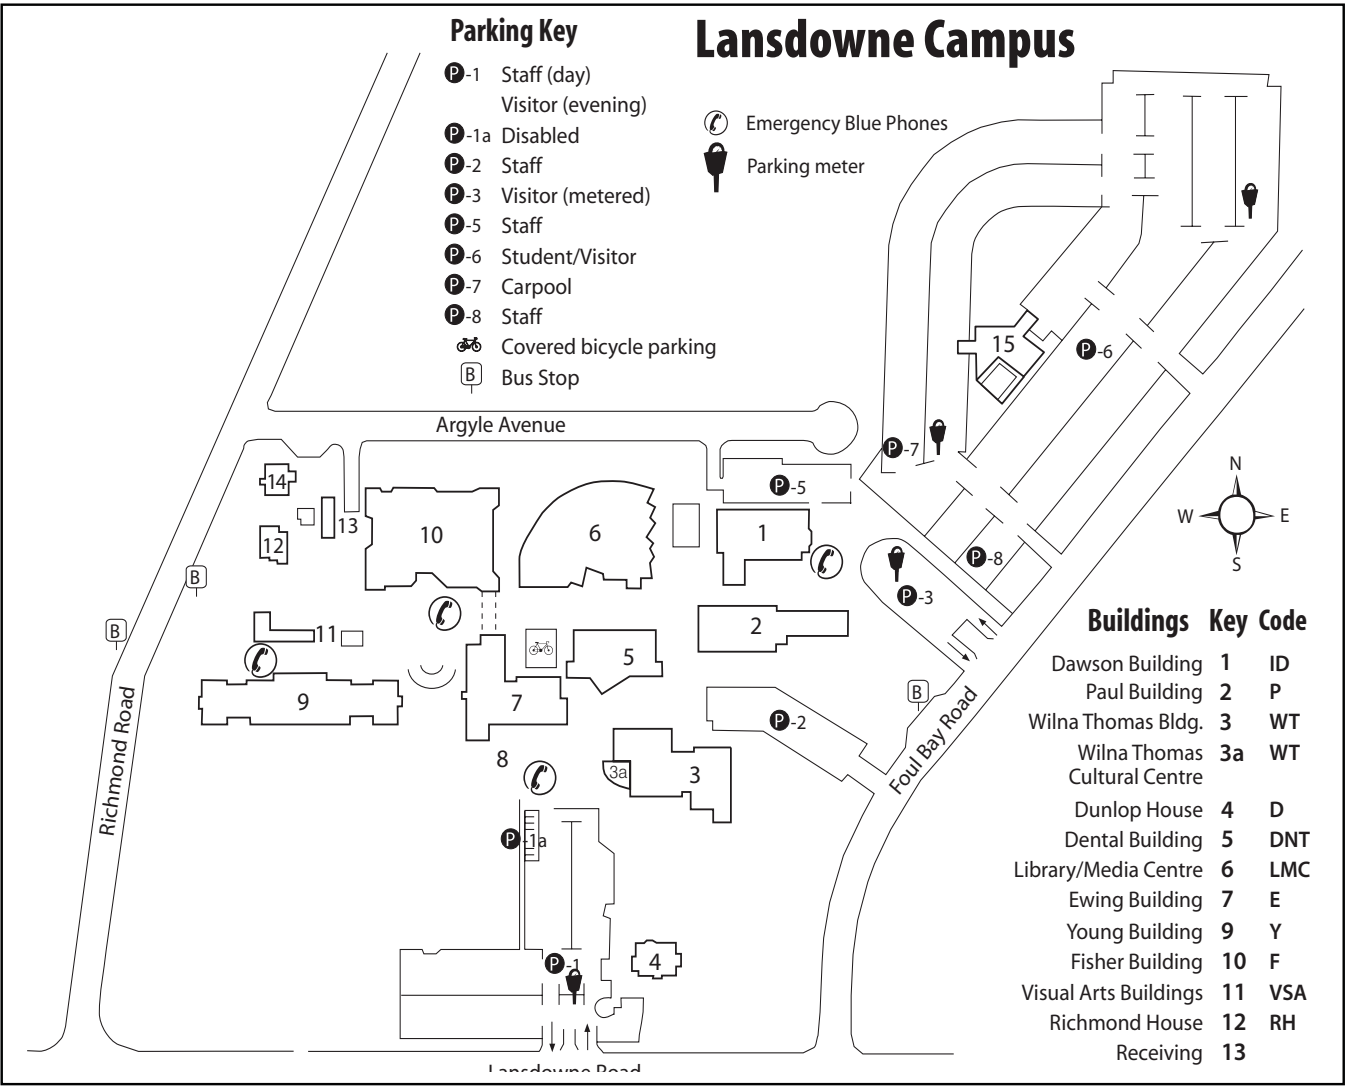 Parking Key
P-1 Staff (day)
Visitor (evening)
P-1a Disabled
P-2 Staff
P-3 Visitor (metered)
P-5 Staff
P-6 Student/Visitor
P-7 Carpool
P-8 Staff
Covered bicycle parking
B Bus Stop
Lansdowne Campus
Emergency Blue Phones
Parking meter
15
P-6
Argyle Avenue
P-7
14
P-5
N
W E
S
13
10
6
1
12
P-8
B
P-3
B
11
2
5
9
7
B
P-2
Richmond Road
Foul Bay Road
8
3a
3
P-1a
4
P-1
Lansdowne Road
Buildings Key Code
Dawson Building 1 ID
Paul Building 2 P
Wilna Thomas Bldg. 3 WT
Wilna Thomas 3a WT
Cultural Centre
Dunlop House 4 D
Dental Building 5 DNT
Library/Media Centre 6 LMC
Ewing Building 7 E
Young Building 9 Y
Fisher Building 10 F
Visual Arts Buildings 11 VSA
Richmond House 12 RH
Receiving 13